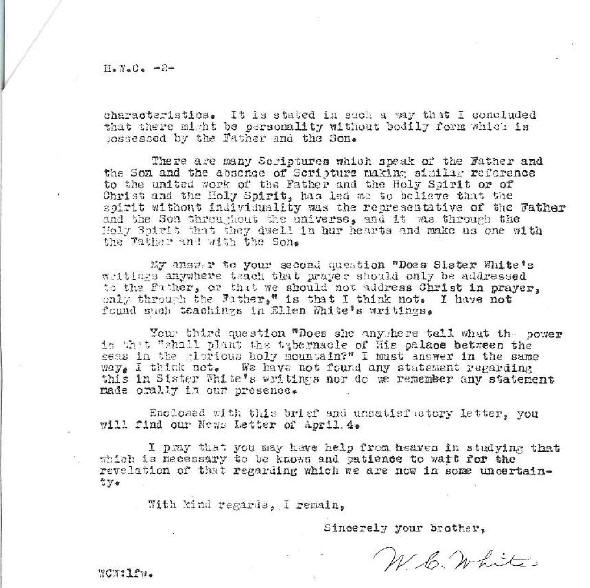 H.W.C. -2-
characteristics. It is stated in such a way that I concluded
that there might be personality without bodily form which is
possessed by the Father and the Son.
There are many Scriptures which speak of the Father and
the Son and the absence of Scripture making similar reference
to the united work of the Father and the Holy Spirit or of
Christ and the Holy Spirit, has led me to believe that the
spirit without individuality was the representative of the Father
and the Son throughout the universe, and it was through the
Holy Spirit that they dwell in our hearts and make us one with
the Father and with the Son.
My answer to your second question "Does Sister White's
writings anywhere teach that prayer should only be addressed
to the father, or that we should not address Christ in prayer,
only through the Father," is that I think not. I have not
found such teachings in Ellen White's writings.
Your third question "Does she anywhere tell what the power
is that "shall plant the tabernacle of his palace between the
seas in the glorious holy mountain?" I must answer in the same
way, I think not. We have not found any statement regarding
this in Sister White's writings nor do we remember any statement
made orally in our presence.
Enclosed with this brief and unsatisfactory Letter, you
will find our News Letter of April 4.
I pray that you may have help from heaven in studying that
which is necessary to be known and patience to wait for the
revelation of that regarding which we are now in some uncertain-
ty.
With kind regards, I remain,
Sincerely your brother,
W. C. White
WCW:lfw.